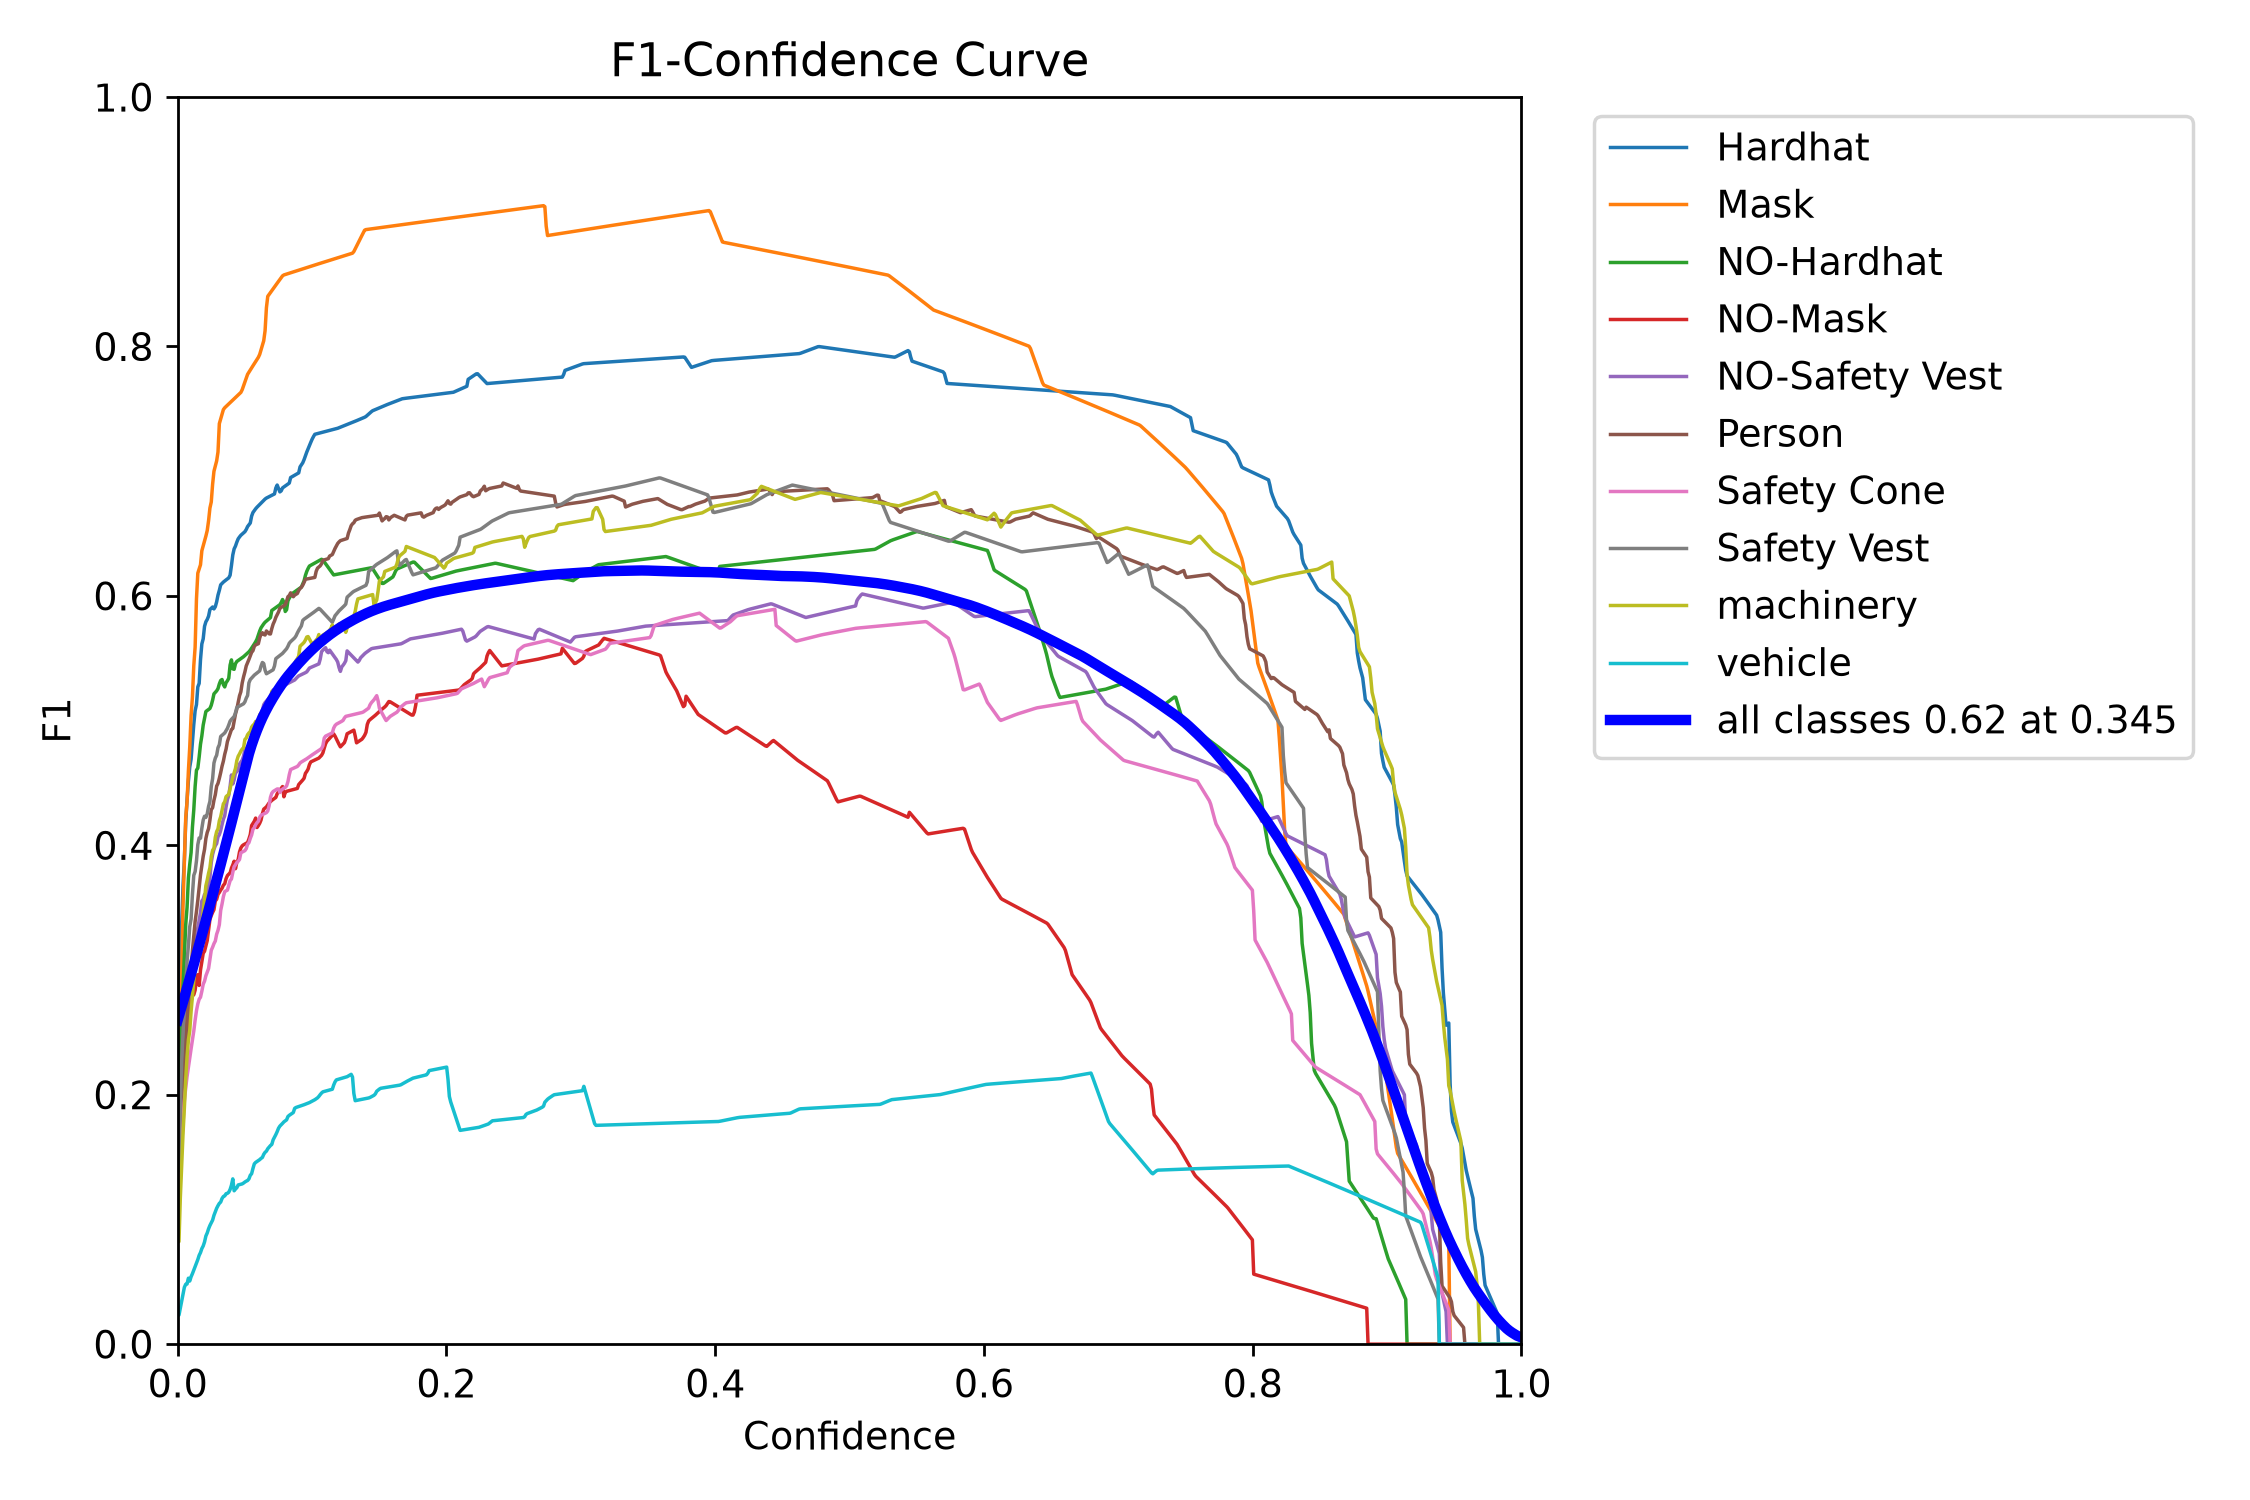 F1-Confidence Curve
1.0
0.8
0.6
0.4
0.2
0.0
F1
0.0 0.2 0.4 0.6 0.8 1.0
Confidence
Hardhat
Mask
NO-Hardhat
NO-Mask
NO-Safety Vest
Person
Safety Cone
Safety Vest
machinery
vehicle
all classes 0.62 at 0.345